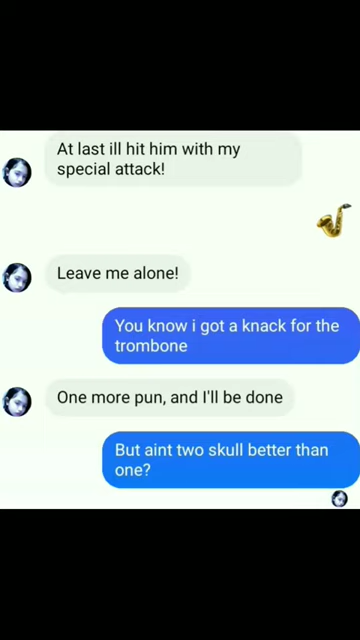 At last ill hit him with my
special attack!
🎷
Leave me alone!
You know i got a knack for the
trombone
One more pun, and I'll be done
But aint two skull better than
one?